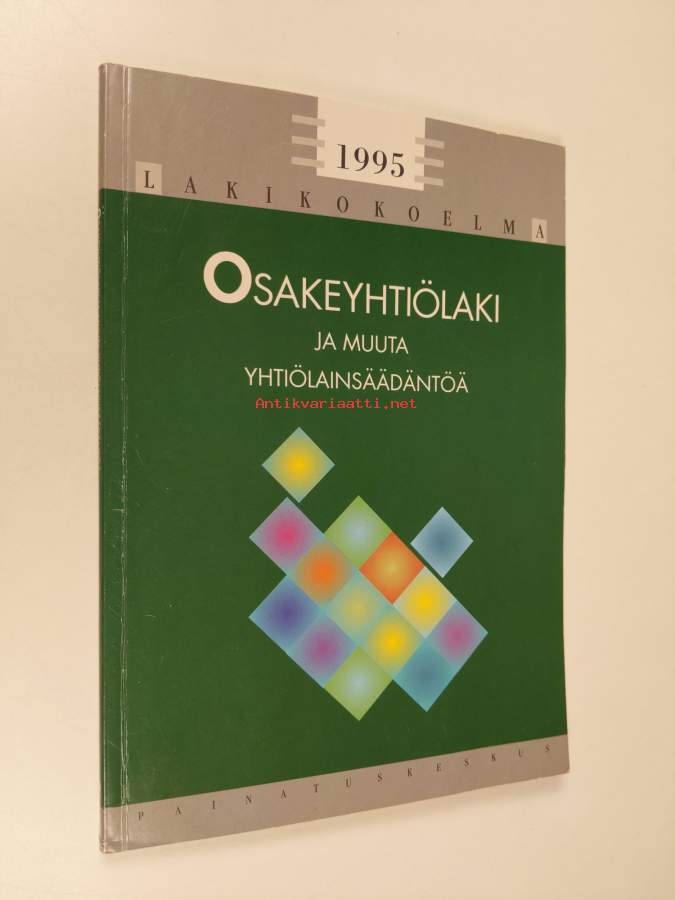 1995
LAKIKOKOELMA
OSAKEYHTIÖLAKI
JA MUUTA
YHTIÖLAINSÄÄDÄNTÖÄ
Antikvariaatti.net
PAINATUSKESKUS